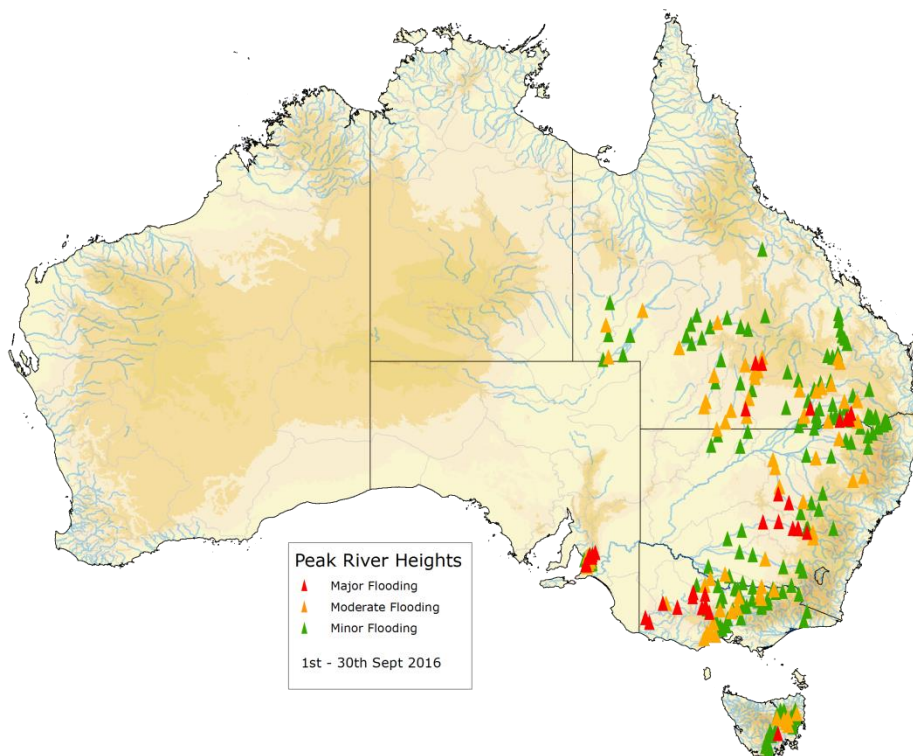 Peak River Heights
Major Flooding
Moderate Flooding
Minor Flooding
1st - 30th Sept 2016